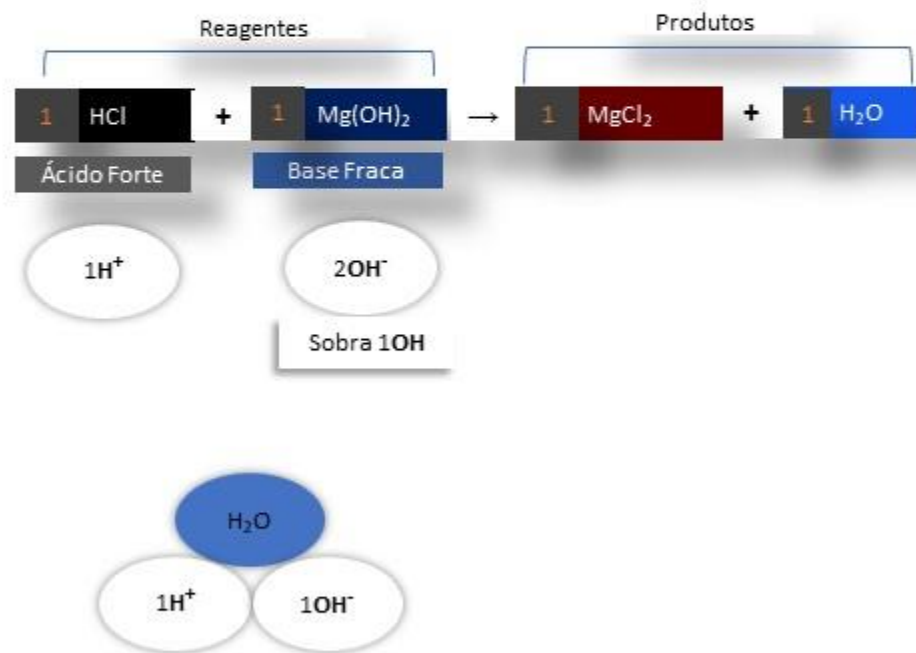 Reagentes
Produtos
1 HCl + 1 Mg(OH)₂ → 1 MgCl₂ + 1 H₂O
Ácido Forte
Base Fraca
1H⁺
2OH⁻
Sobra 1OH
H₂O
1H⁺
1OH⁻